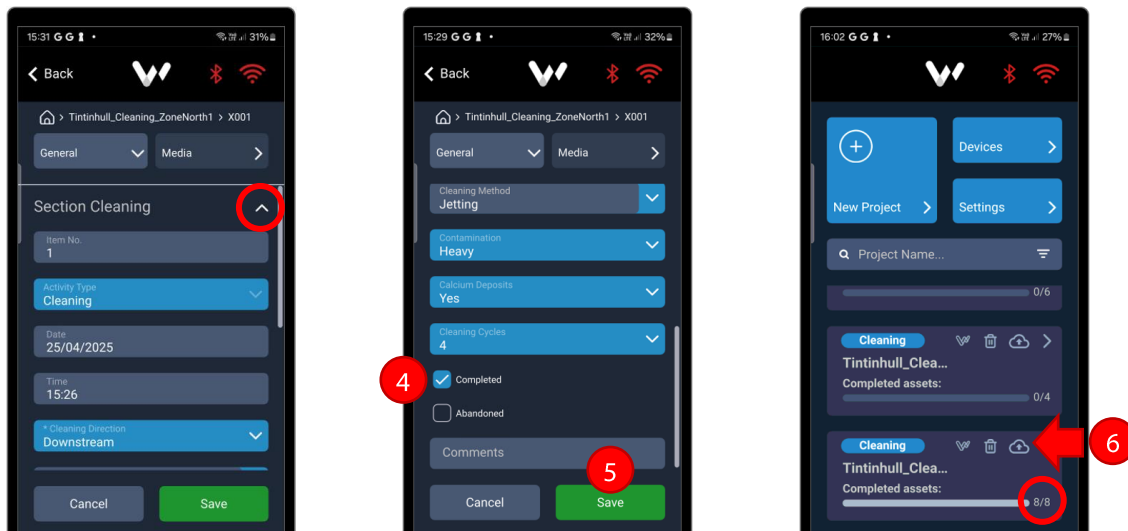 15:31 G G
31%
Back
> Tintinhull_Cleaning_ZoneNorth1 > X001
General
Media
Section Cleaning
Item No.
1
Activity Type
Cleaning
Date
25/04/2025
Time
15:26
* Cleaning Direction
Downstream
Cancel
Save
15:29 G G
32%
Back
> Tintinhull_Cleaning_ZoneNorth1 > X001
General
Media
Cleaning Method
Jetting
Contamination
Heavy
Calcium Deposits
Yes
Cleaning Cycles
4
4
Completed
Abandoned
Comments
5
Cancel
Save
16:02 G G
27%
New Project
Devices
Settings
Project Name...
0/6
Cleaning
Tintinhull_Clea...
Completed assets:
0/4
Cleaning
6
Tintinhull_Clea...
Completed assets:
8/8